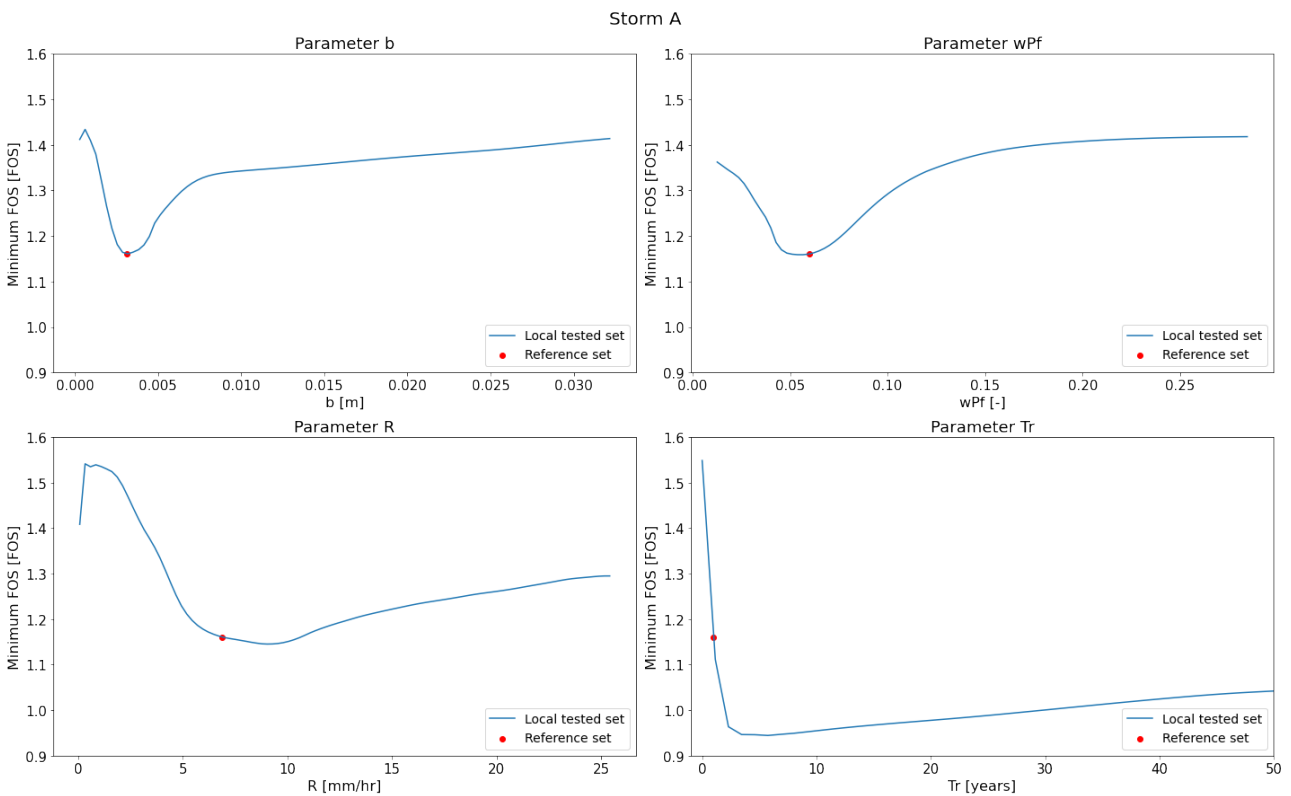 Storm A
Parameter b
1.6
1.5
1.4
1.3
1.2
1.1
1.0
0.9
Minimum FOS [FOS]
Local tested set
Reference set
0.000 0.005 0.010 0.015 0.020 0.025 0.030
b [m]
Parameter wPf
1.6
1.5
1.4
1.3
1.2
1.1
1.0
0.9
Minimum FOS [FOS]
Local tested set
Reference set
0.00 0.05 0.10 0.15 0.20 0.25
wPf [-]
Parameter R
1.6
1.5
1.4
1.3
1.2
1.1
1.0
0.9
Minimum FOS [FOS]
Local tested set
Reference set
0 5 10 15 20 25
R [mm/hr]
Parameter Tr
1.6
1.5
1.4
1.3
1.2
1.1
1.0
0.9
Minimum FOS [FOS]
Local tested set
Reference set
0 10 20 30 40 50
Tr [years]